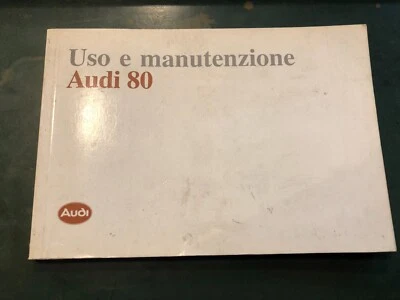 Uso e manutenzione
Audi 80
Audi